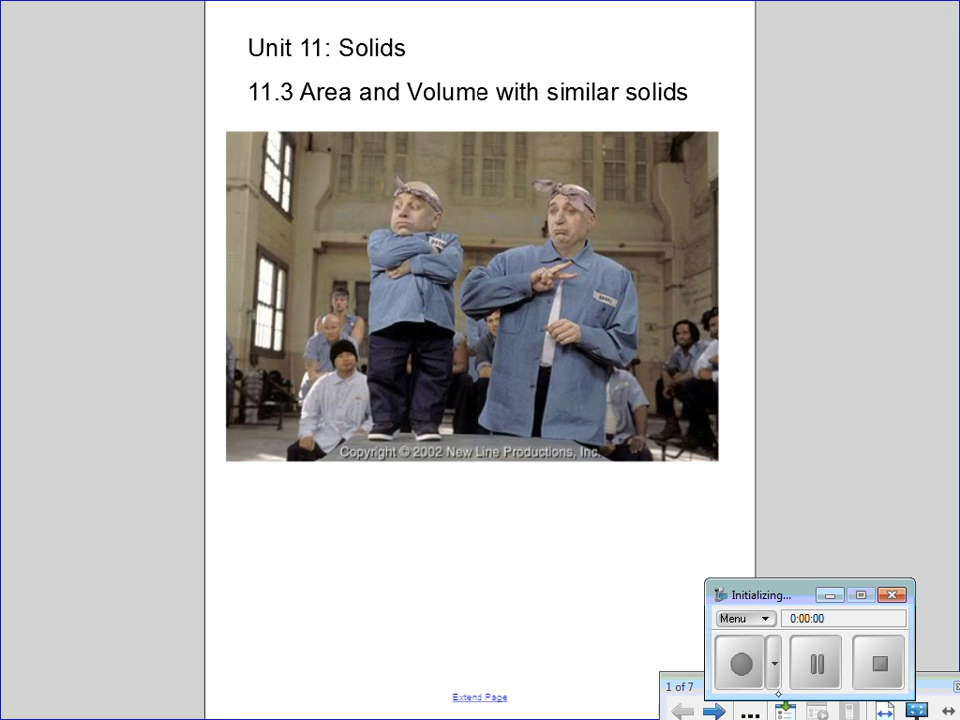 Unit 11: Solids
11.3 Area and Volume with similar solids
Copyright © 2002 New Line Productions, Inc.
Initializing...
Menu
0:00:00
1 of 7
Extend Page